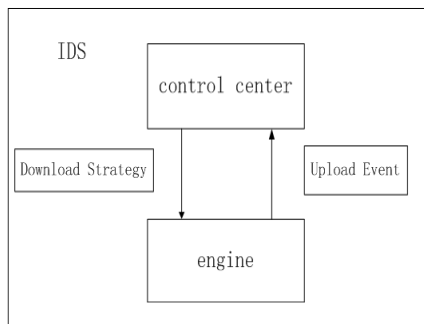 IDS
control center
Download Strategy
Upload Event
engine